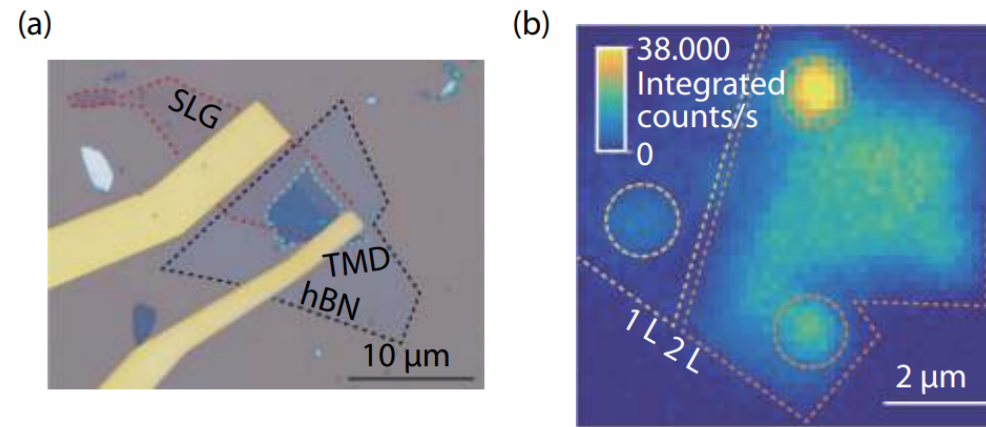 (a)
SLG
TMD
hBN
10 μm
(b)
38.000
Integrated
counts/s
0
1 L 2 L
2 μm